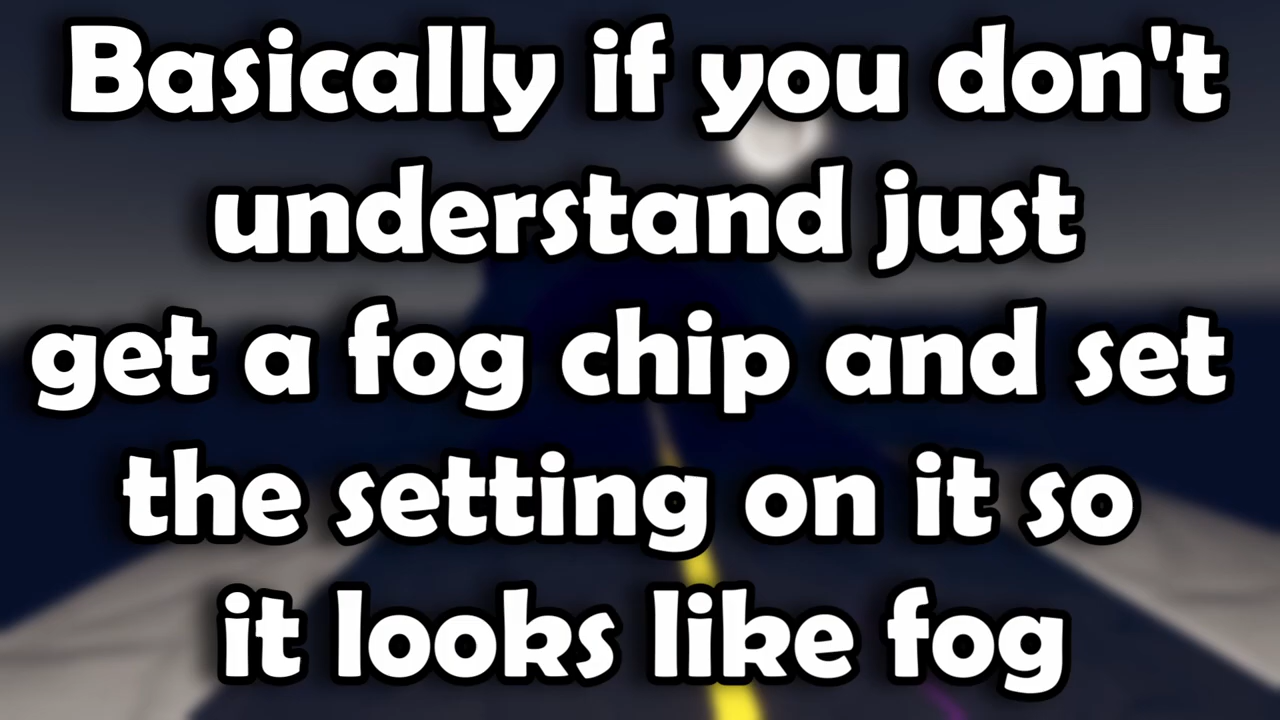 Basically if you don't
understand just
get a fog chip and set
the setting on it so
it looks like fog